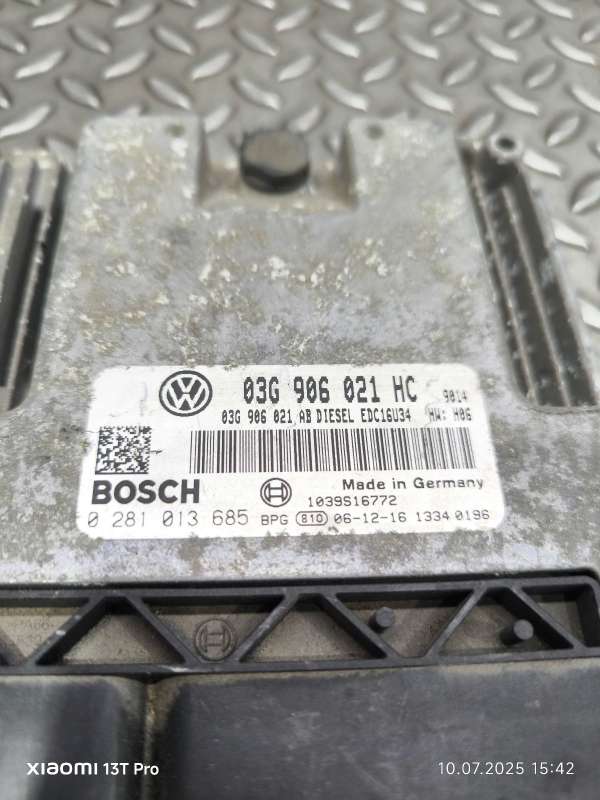 VW 03G 906 021 HC 9014
03G 906 021 AB DIESEL EDC16U34 HW: H06
BOSCH Made in Germany
1039S16772
0 281 013 685 BPG 810 06-12-16 1334 0196
XIAOMI 13T Pro
10.07.2025 15:42